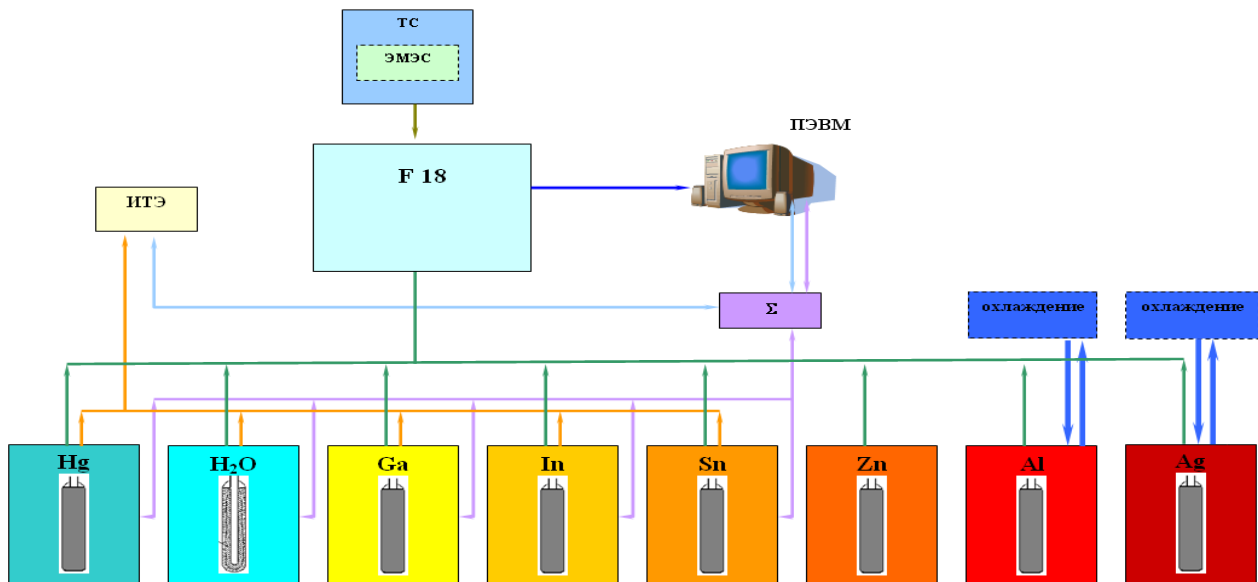 ТС
ЭМЭС
ПЭВМ
F 18
ИТЭ
Σ
охлаждение
охлаждение
Hg
H₂O
Ga
In
Sn
Zn
Al
Ag